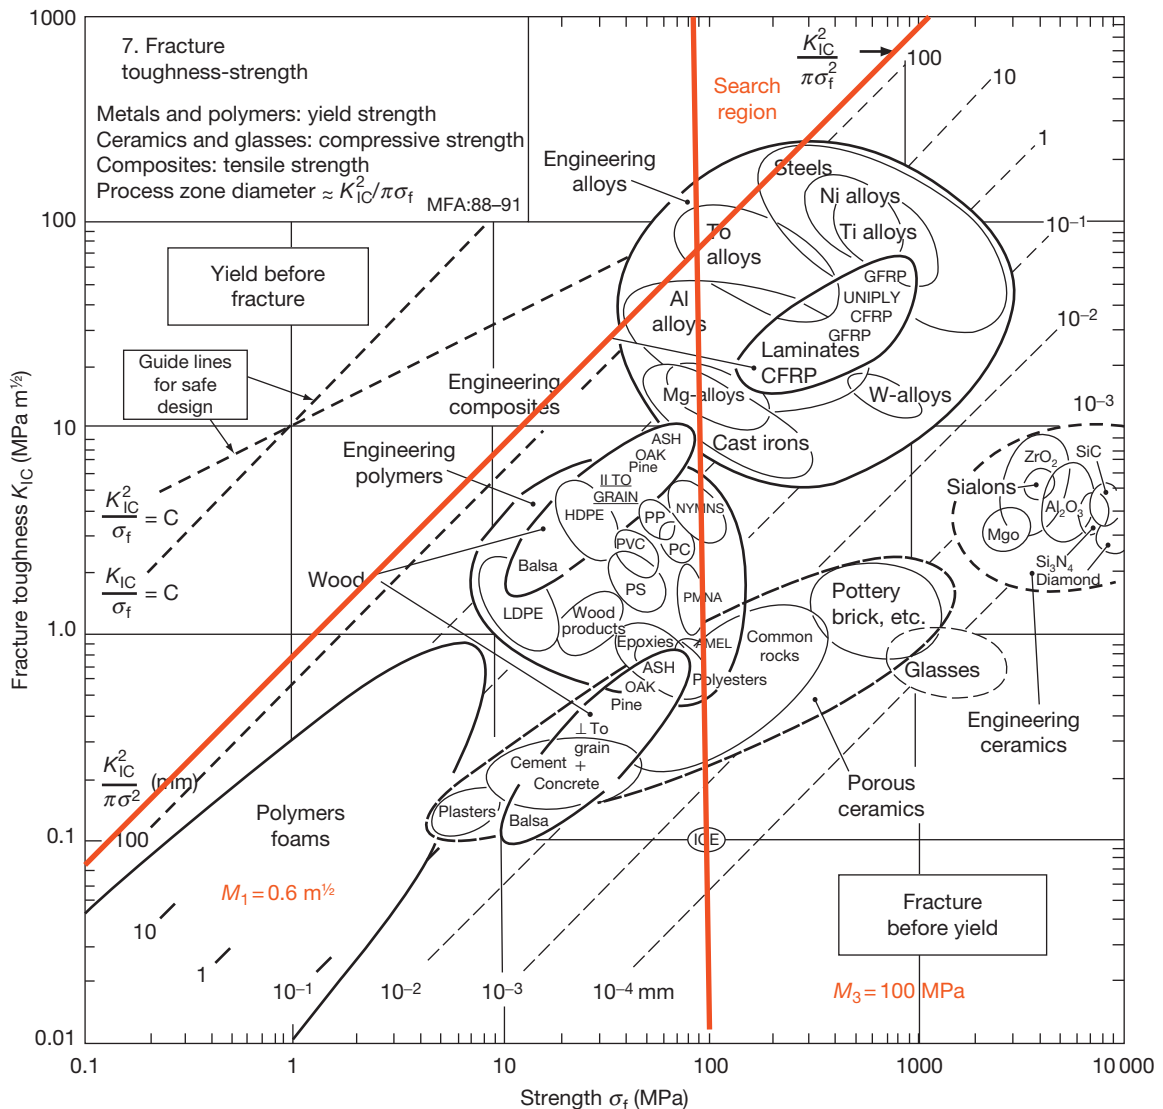 1000
7. Fracture
toughness-strength
Metals and polymers: yield strength
Ceramics and glasses: compressive strength
Composites: tensile strength
Process zone diameter ≈ K²IC/πσf
MFA:88–91
Search
region
K²IC/πσ²f
100
10
1
10⁻¹
10⁻²
10⁻³
Engineering
alloys
Steels
Ni alloys
Ti alloys
To
alloys
GFRP
UNIPLY
CFRP
GFRP
Laminates
CFRP
Al
alloys
Mg-alloys
W-alloys
Cast irons
100
Yield before
fracture
Guide lines
for safe
design
Engineering
composites
Engineering
polymers
10
ASH
OAK
Pine
II TO
GRAIN
HDPE
PP
NYMNS
PVC
PC
PS
PMNA
Balsa
LDPE
Wood
products
Wood
K²IC/σf = C
KIC/σf = C
ZrO₂
SiC
Sialons
Al₂O₃
Mgo
Si₃N₄
Diamond
Pottery
brick, etc.
Common
rocks
Glasses
Engineering
ceramics
1.0
Epoxies
AMEL
Polyesters
ASH
OAK
Pine
⊥ To
grain
Cement +
Concrete
Plasters
Balsa
Porous
ceramics
K²IC/πσ² (mm)
100
Polymers
foams
0.1
ICE
M₁ = 0.6 m½
10
1
10⁻¹
10⁻²
10⁻³
10⁻⁴ mm
Fracture
before yield
M₃ = 100 MPa
0.01
0.1
1
10
100
1000
10 000
Fracture toughness KIC (MPa m½)
Strength σf (MPa)